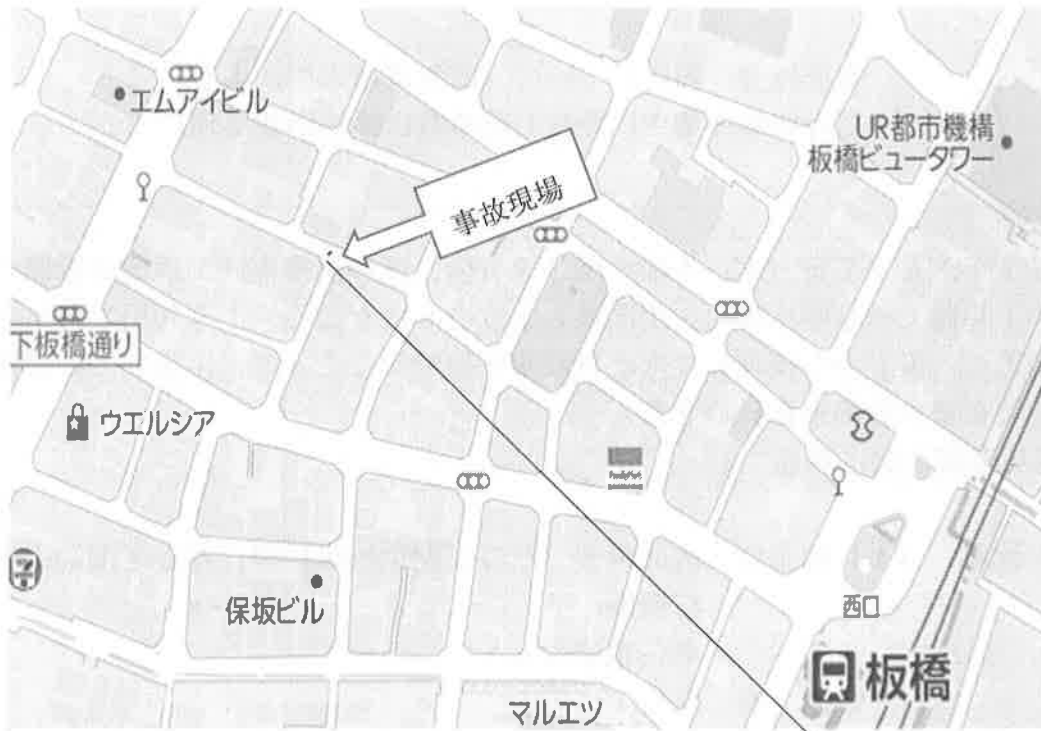 エムアイビル
UR都市機構
板橋ビュータワー
事故現場
下板橋通り
ウエルシア
FamilyMart
保坂ビル
西口
板橋
マルエツ